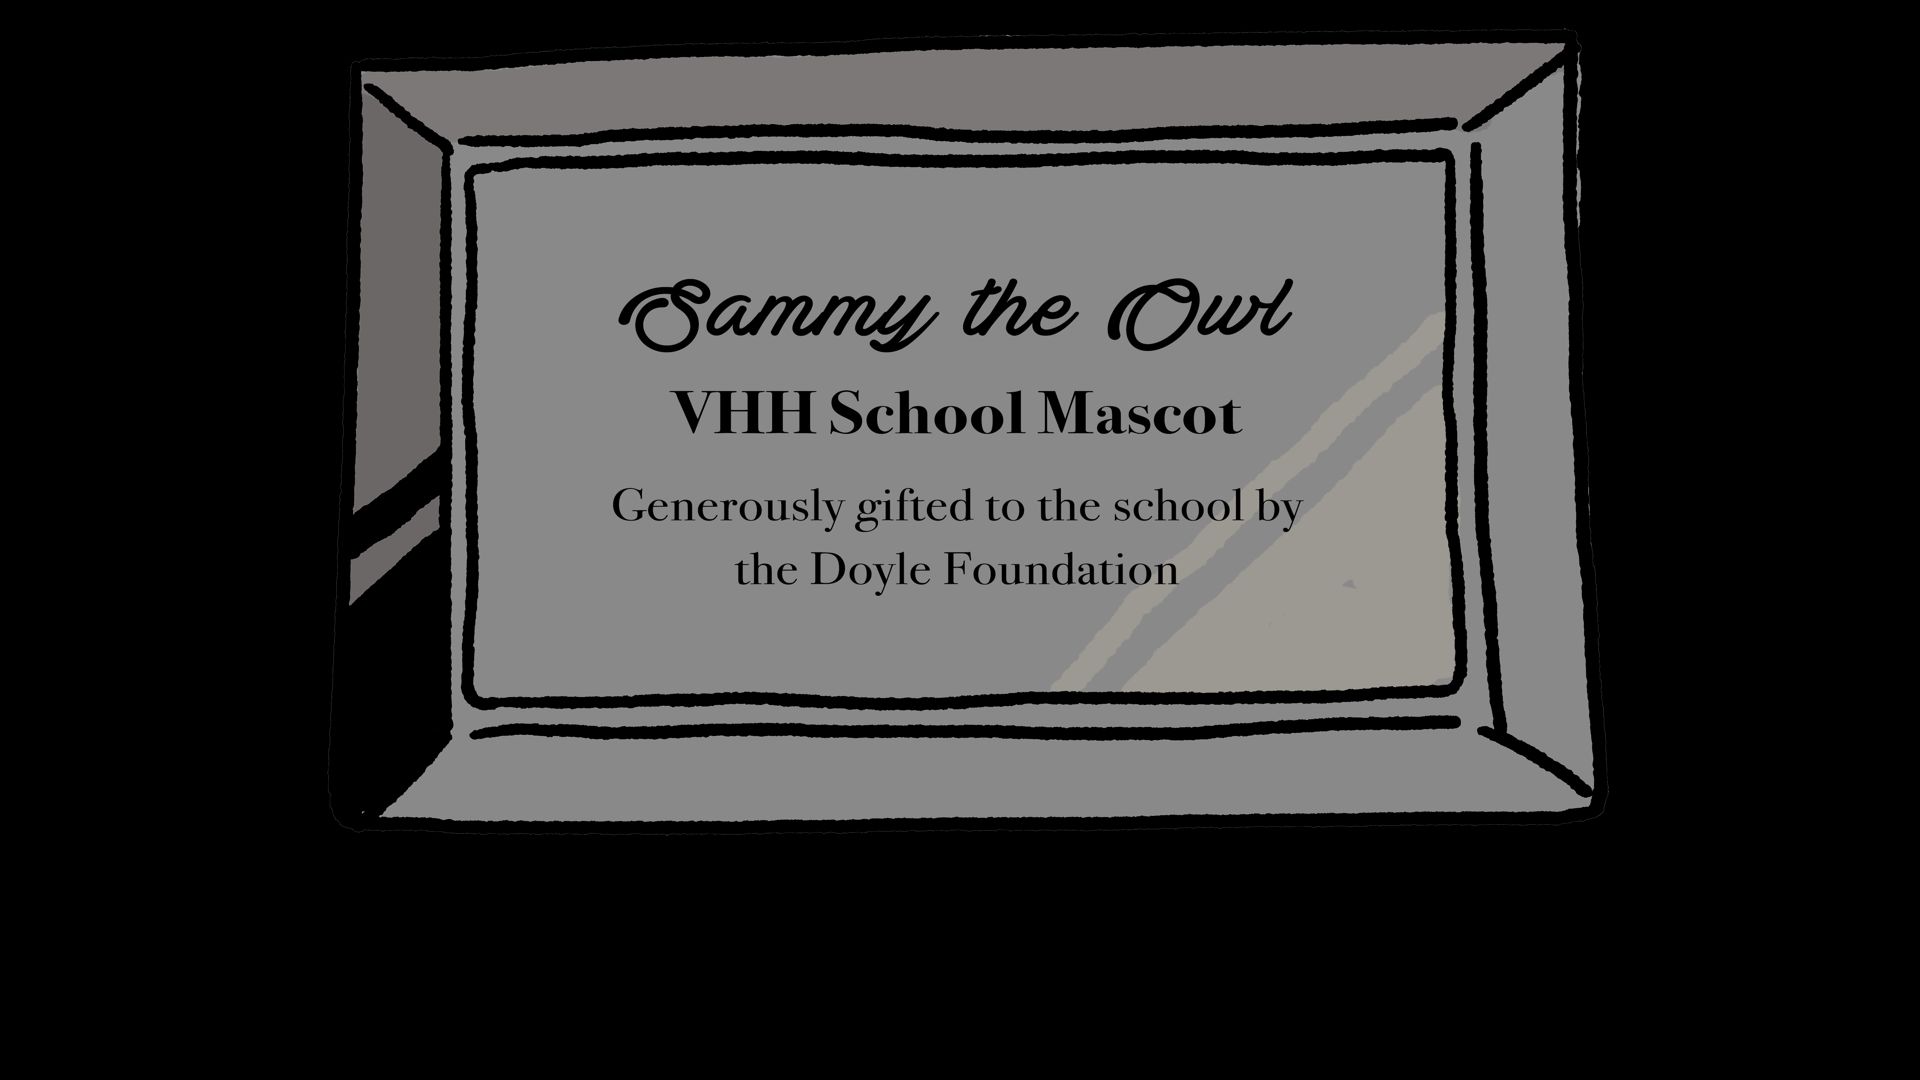 Sammy the Owl
VHH School Mascot
Generously gifted to the school by
the Doyle Foundation